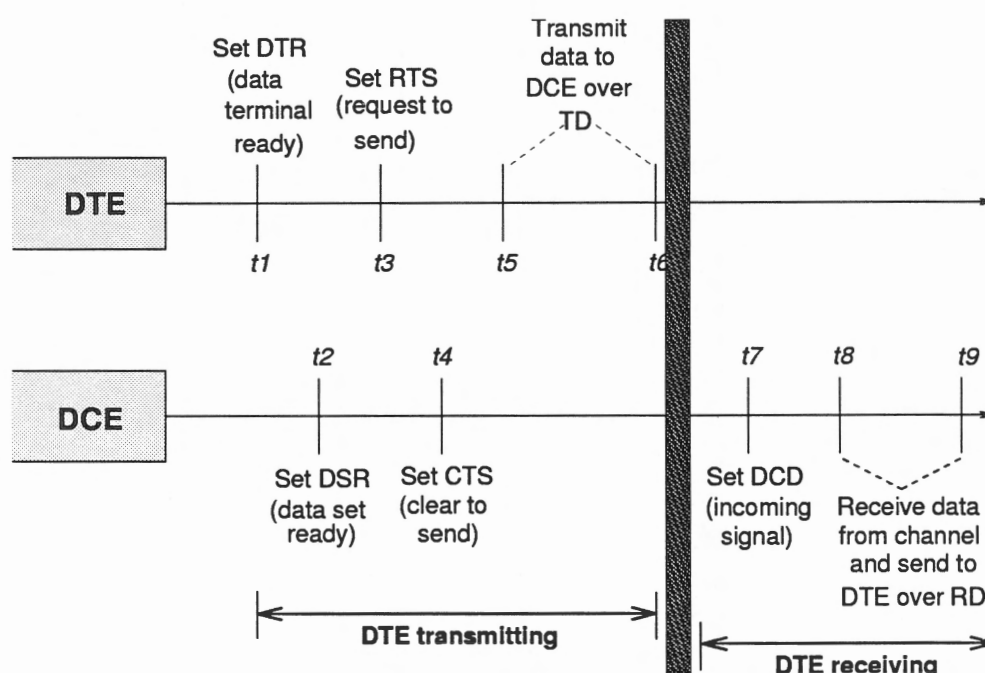 Set DTR
(data
terminal
ready)
Set RTS
(request to
send)
Transmit
data to
DCE over
TD
DTE
t1
t3
t5
t6
t2
t4
t7
t8
t9
DCE
Set DSR
(data set
ready)
Set CTS
(clear to
send)
Set DCD
(incoming
signal)
Receive data
from channel
and send to
DTE over RD
DTE transmitting
DTE receiving